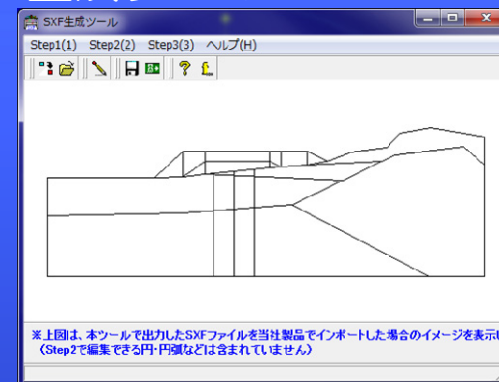 SXF生成ツール
Step1(1) Step2(2) Step3(3) ヘルプ(H)
※上図は、本ツールで出力したSXFファイルを当社製品でインポートした場合のイメージを表示し
(Step2で編集できる円・円弧などは含まれていません)